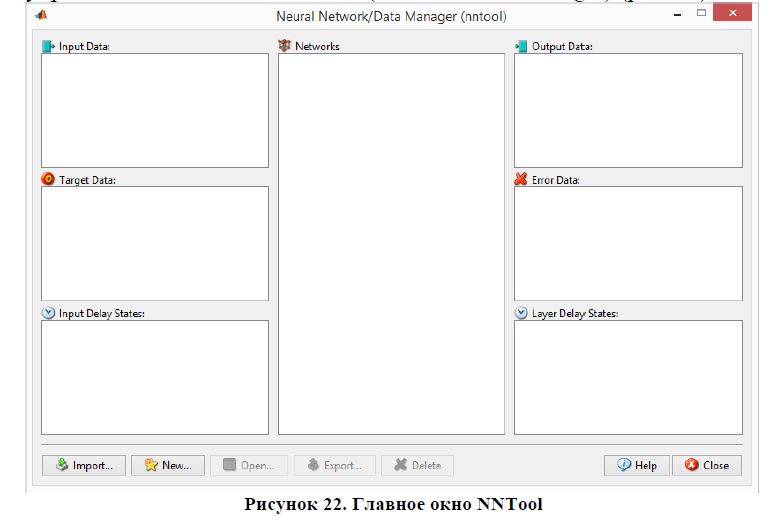 Neural Network/Data Manager (nntool)
Input Data:
Networks
Output Data:
Target Data:
Error Data:
Input Delay States:
Layer Delay States:
Import...
New...
Open...
Export...
Delete
Help
Close
Рисунок 22. Главное окно NNTool